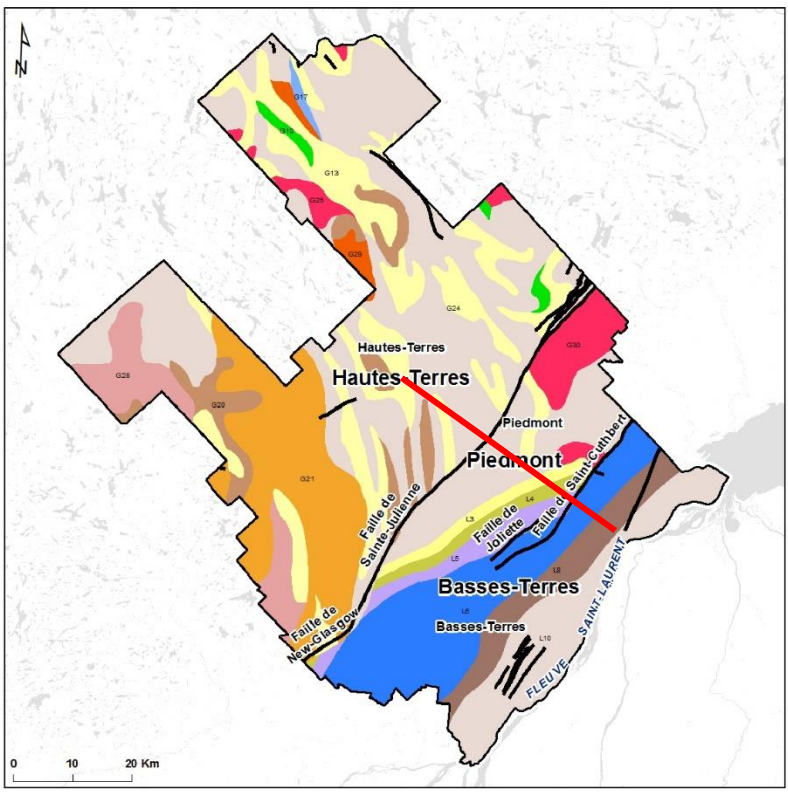 N
G17
G10
G13
G25
G29
G24
G30
Hautes-Terres
Hautes-Terres
G28
G20
Piedmont
Piedmont
G21
Faille de
Sainte-Julienne
L3
L4
Faille de
Joliette
Faille de Saint-Cuthbert
L5
L8
Basses-Terres
L6
Basses-Terres
L10
Faille de
New-Glasgow
FLEUVE SAINT-LAURENT
0 10 20 Km